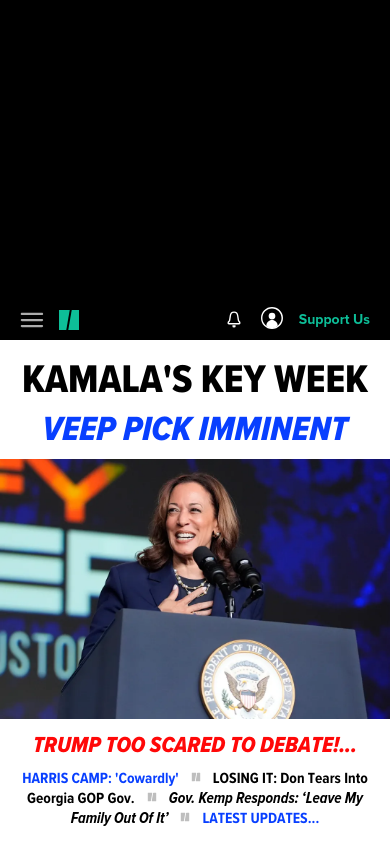 Support Us
KAMALA'S KEY WEEK
VEEP PICK IMMINENT
EY
ER
USTO
PRESIDENT OF THE UNITED
TRUMP TOO SCARED TO DEBATE!...
HARRIS CAMP: 'Cowardly' LOSING IT: Don Tears Into
Georgia GOP Gov. Gov. Kemp Responds: ‘Leave My
Family Out Of It’ LATEST UPDATES...